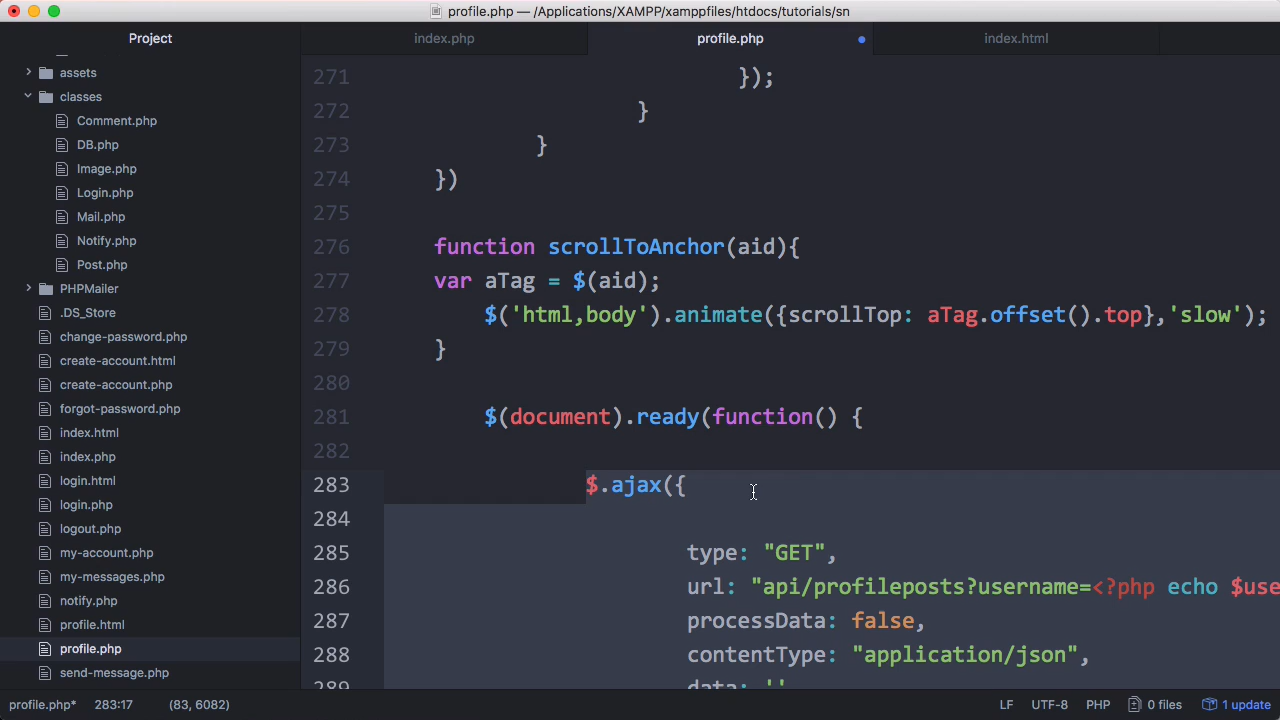 profile.php — /Applications/XAMPP/xamppfiles/htdocs/tutorials/sn
Project
index.php
profile.php
index.html
assets
classes
Comment.php
DB.php
Image.php
Login.php
Mail.php
Notify.php
Post.php
PHPMailer
.DS_Store
change-password.php
create-account.html
create-account.php
forgot-password.php
index.html
index.php
login.html
login.php
logout.php
my-account.php
my-messages.php
notify.php
profile.html
profile.php
send-message.php
271 });
272 }
273 }
274 })
275
276 function scrollToAnchor(aid){
277 var aTag = $(aid);
278 $('html,body').animate({scrollTop: aTag.offset().top},'slow');
279 }
280
281 $(document).ready(function() {
282
283 $.ajax({
284
285 type: "GET",
286 url: "api/profileposts?username=<?php echo $use
287 processData: false,
288 contentType: "application/json",
289 data: ''
profile.php* 283:17 (83, 6082) LF UTF-8 PHP 0 files 1 update